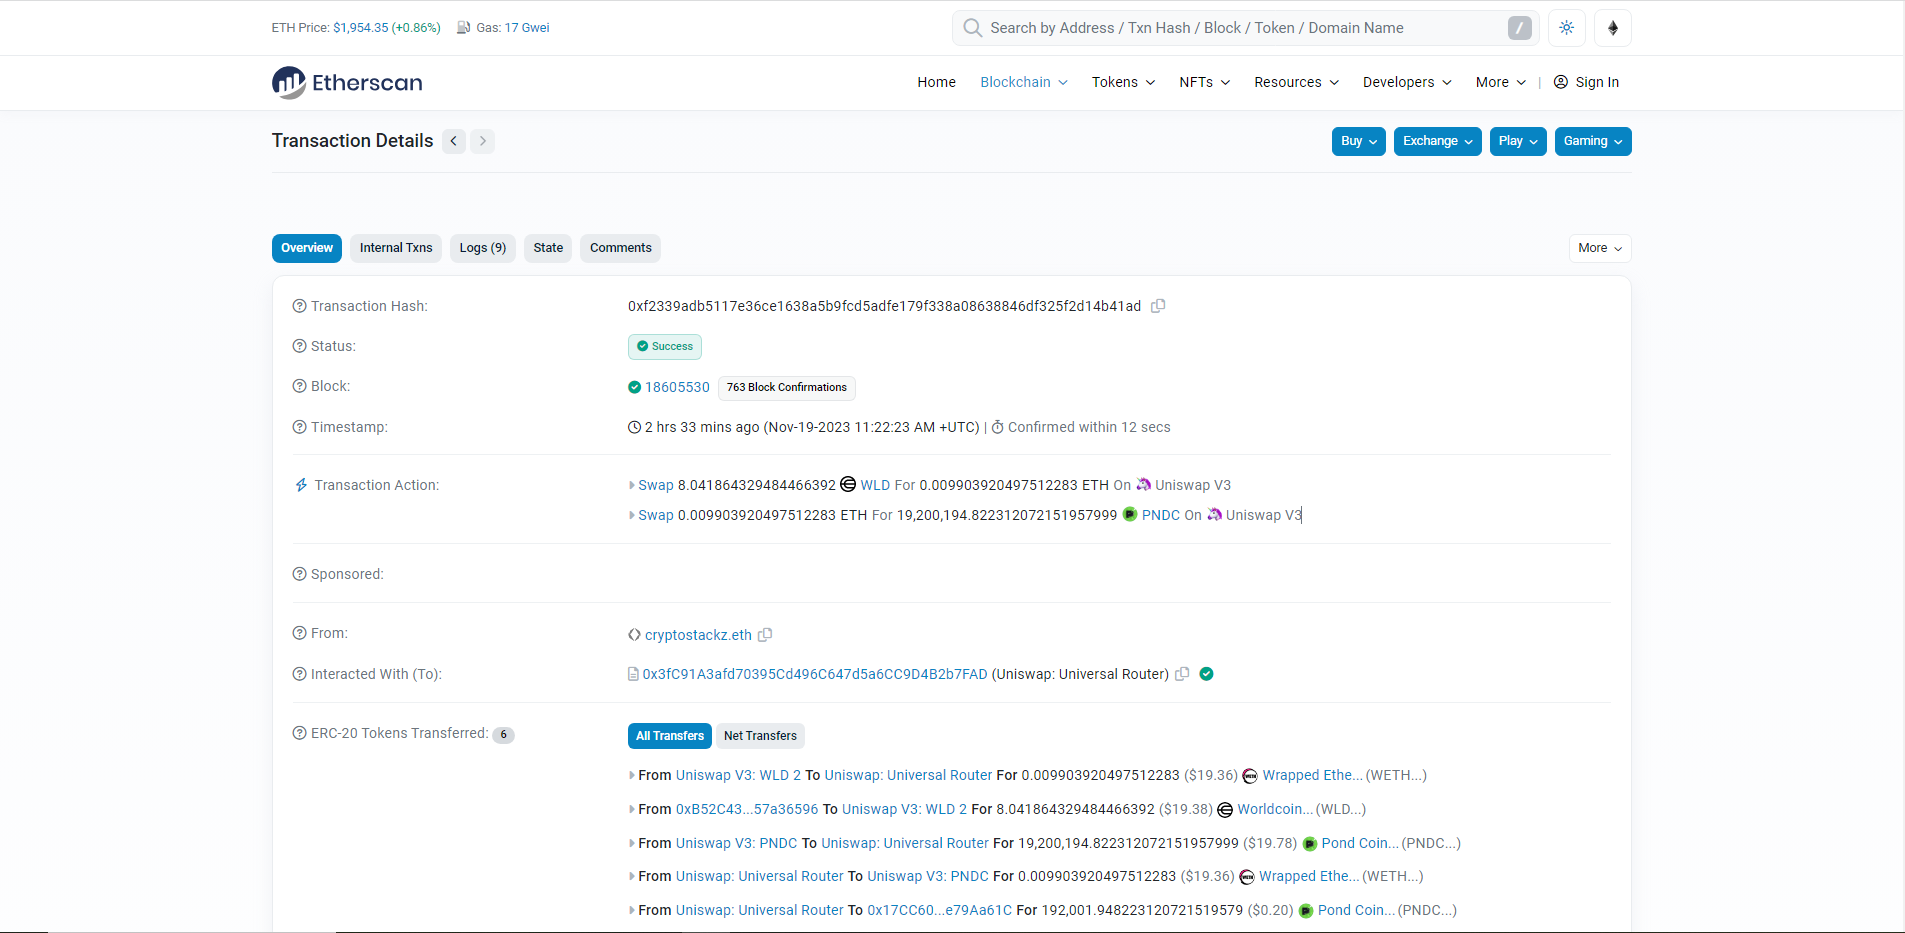 ETH Price: $1,954.35 (+0.86%) Gas: 17 Gwei
Search by Address / Txn Hash / Block / Token / Domain Name /
Etherscan
Home Blockchain Tokens NFTs Resources Developers More | Sign In
Transaction Details
Buy Exchange Play Gaming
Overview Internal Txns Logs (9) State Comments More
Transaction Hash: 0xf2339adb5117e36ce1638a5b9fcd5adfe179f338a08638846df325f2d14b41ad
Status: Success
Block: 18605530 763 Block Confirmations
Timestamp: 2 hrs 33 mins ago (Nov-19-2023 11:22:23 AM +UTC) | Confirmed within 12 secs
Transaction Action: Swap 8.041864329484466392 WLD For 0.009903920497512283 ETH On Uniswap V3
Swap 0.009903920497512283 ETH For 19,200,194.822312072151957999 PNDC On Uniswap V3
Sponsored:
From: cryptostackz.eth
Interacted With (To): 0x3fC91A3afd70395Cd496C647d5a6CC9D4B2b7FAD (Uniswap: Universal Router)
ERC-20 Tokens Transferred: 6 All Transfers Net Transfers
From Uniswap V3: WLD 2 To Uniswap: Universal Router For 0.009903920497512283 ($19.36) Wrapped Ethe... (WETH...)
From 0xB52C43...57a36596 To Uniswap V3: WLD 2 For 8.041864329484466392 ($19.38) Worldcoin... (WLD...)
From Uniswap V3: PNDC To Uniswap: Universal Router For 19,200,194.822312072151957999 ($19.78) Pond Coin... (PNDC...)
From Uniswap: Universal Router To Uniswap V3: PNDC For 0.009903920497512283 ($19.36) Wrapped Ethe... (WETH...)
From Uniswap: Universal Router To 0x17CC60...e79Aa61C For 192,001.948223120721519579 ($0.20) Pond Coin... (PNDC...)